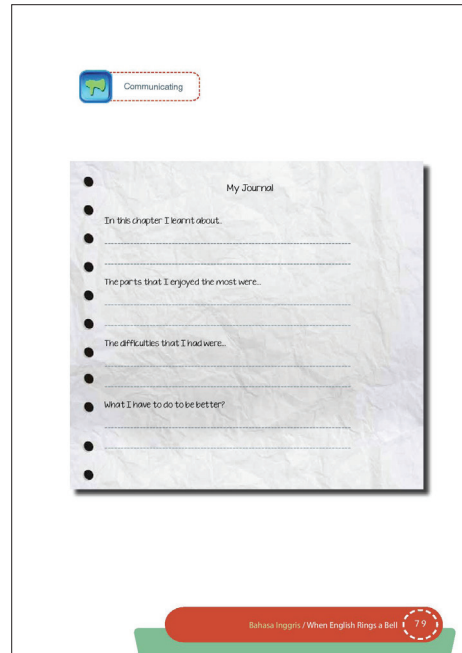 Communicating
My Journal
In this chapter I learnt about..
The parts that I enjoyed the most were...
The difficulties that I had were...
What I have to do to be better?
Bahasa Inggris / When English Rings a Bell 79